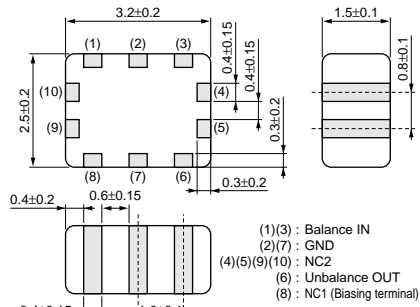 3.2±0.2
1.5±0.1
(1) (2) (3)
0.4±0.15
0.4±0.15
0.8±0.1
2.5±0.2
(10) (4)
(9) (5)
0.3±0.2
(8) (7) (6)
0.3±0.2
0.4±0.2
0.6±0.15
(1)(3) : Balance IN
(2)(7) : GND
(4)(5)(9)(10) : NC2
(6) : Unbalance OUT
(8) : NC1 (Biasing terminal)